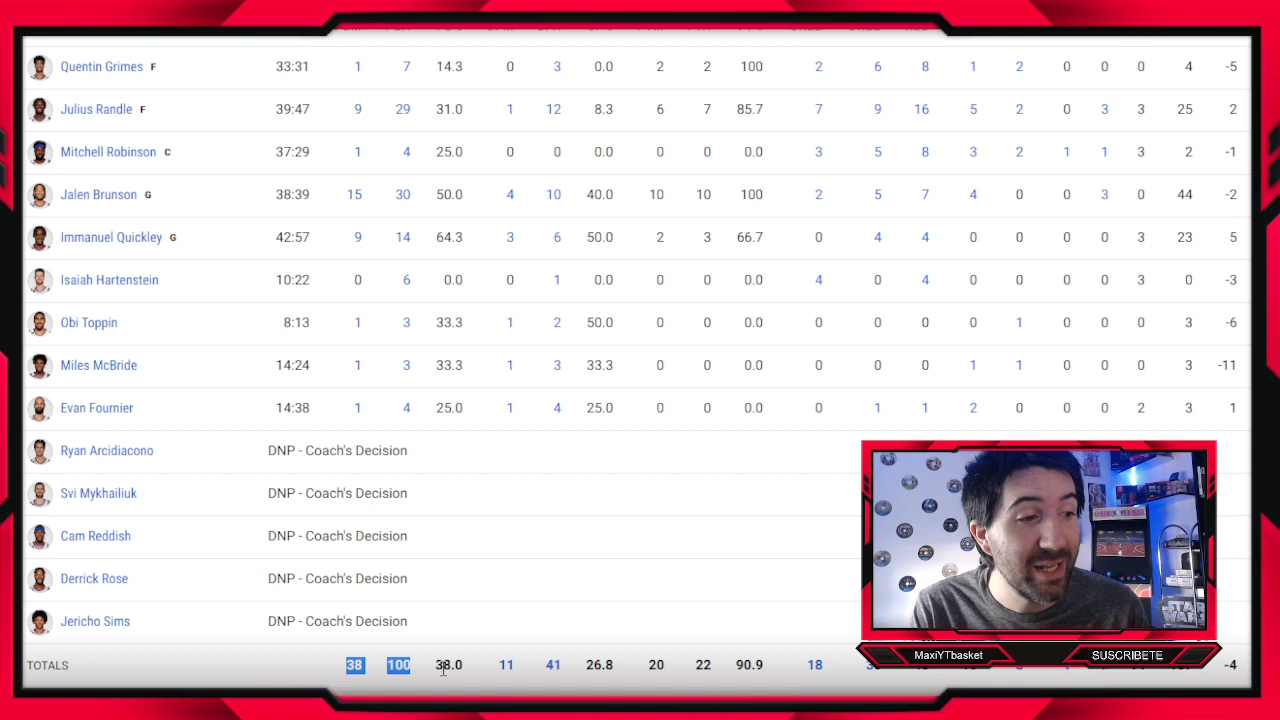 Quentin Grimes F 33:31 1 7 14.3 0 3 0.0 2 2 100 2 6 8 1 2 0 0 0 4 -5
Julius Randle F 39:47 9 29 31.0 1 12 8.3 6 7 85.7 7 9 16 5 2 0 3 3 25 2
Mitchell Robinson C 37:29 1 4 25.0 0 0 0.0 0 0 0.0 3 5 8 3 2 1 1 3 2 -1
Jalen Brunson G 38:39 15 30 50.0 4 10 40.0 10 10 100 2 5 7 4 0 0 3 0 44 -2
Immanuel Quickley G 42:57 9 14 64.3 3 6 50.0 2 3 66.7 0 4 4 0 0 0 0 3 23 5
Isaiah Hartenstein 10:22 0 6 0.0 0 1 0.0 0 0 0.0 4 0 4 0 0 0 0 3 0 -3
Obi Toppin 8:13 1 3 33.3 1 2 50.0 0 0 0.0 0 0 0 0 1 0 0 0 3 -6
Miles McBride 14:24 1 3 33.3 1 3 33.3 0 0 0.0 0 0 0 1 1 0 0 0 3 -11
Evan Fournier 14:38 1 4 25.0 1 4 25.0 0 0 0.0 0 1 1 2 0 0 0 2 3 1
Ryan Arcidiacono DNP - Coach's Decision
Svi Mykhailiuk DNP - Coach's Decision
Cam Reddish DNP - Coach's Decision
Derrick Rose DNP - Coach's Decision
Jericho Sims DNP - Coach's Decision
STAR WARS
MaxiYTbasket SUSCRIBETE
TOTALS 38 100 38.0 11 41 26.8 20 22 90.9 18 -4